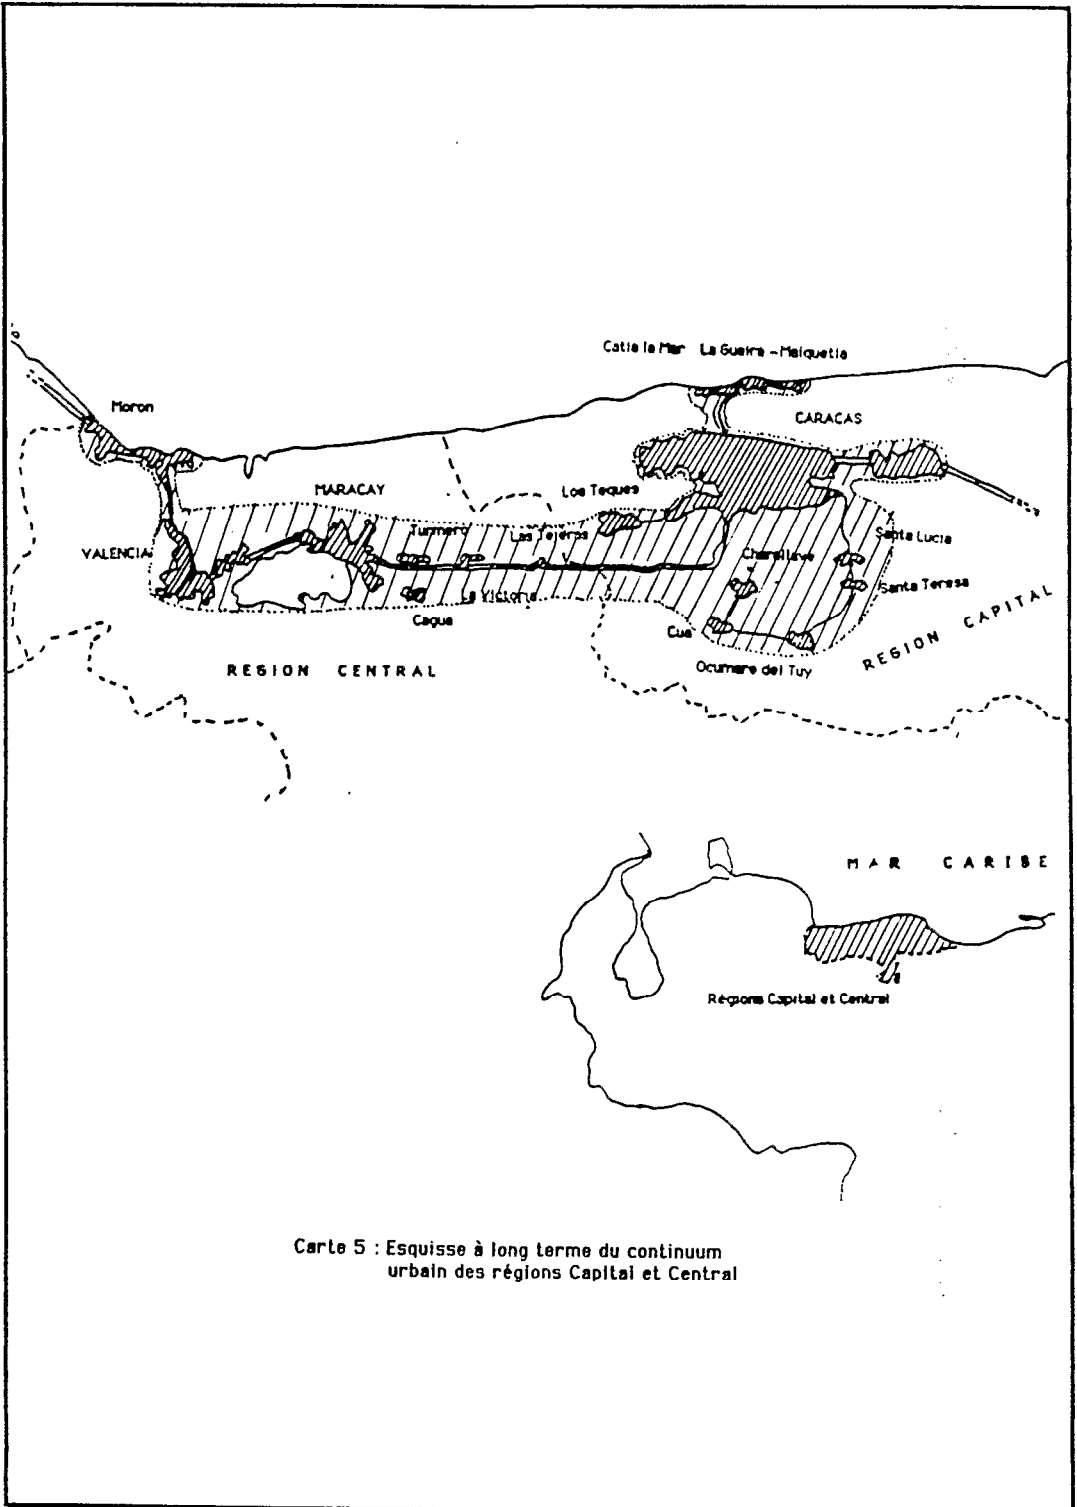 Catia la Mar La Gueira - Maiquetia
Moron
CARACAS
MARACAY
Los Teques
Turmero
Las Tejerias
VALENCIA
Santa Lucia
Charallave
Santa Teresa
La Victoria
Cagua
Cua
REGION CAPITAL
Ocumare del Tuy
REGION CENTRAL
MAR CARIBE
Régions Capital et Central
Carte 5 : Esquisse à long terme du continuum
urbain des régions Capital et Central